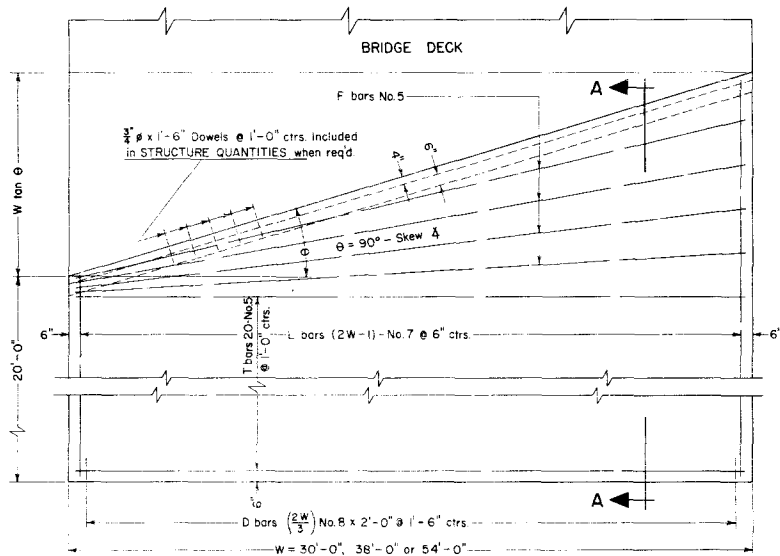 BRIDGE DECK
A
F bars No.5
3/4" ø x 1'-6" Dowels @ 1'-0" ctrs. Included
in STRUCTURE QUANTITIES when req'd.
4"
6"
W tan θ
θ
θ = 90° - Skew ∠
20'-0"
6"
T bars 20-No.5
@ 1'-0" ctrs.
L bars (2W-1)-No.7 @ 6" ctrs.
6"
6"
A
D bars (2W/3) No.8 x 2'-0" @ 1'-6" ctrs.
W = 30'-0", 38'-0" or 54'-0"